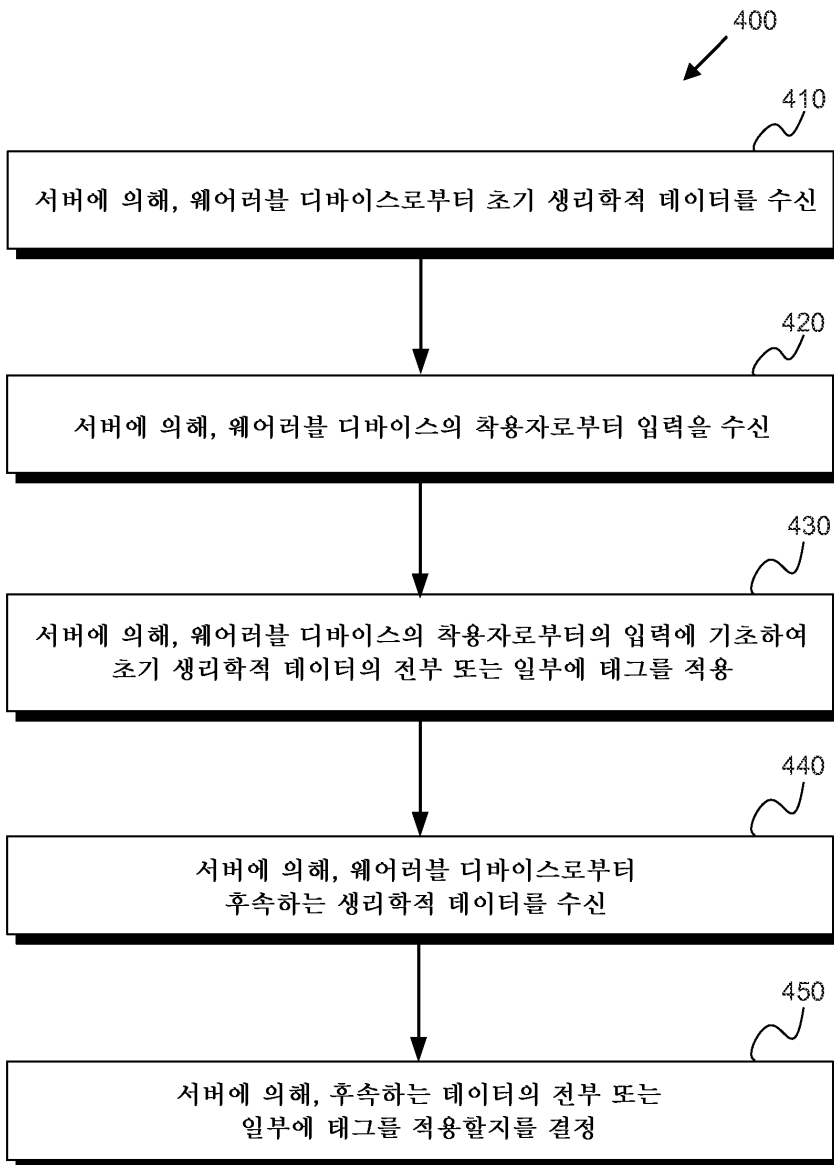 400
410
서버에 의해, 웨어러블 디바이스로부터 초기 생리학적 데이터를 수신
420
서버에 의해, 웨어러블 디바이스의 착용자로부터 입력을 수신
430
서버에 의해, 웨어러블 디바이스의 착용자로부터의 입력에 기초하여
초기 생리학적 데이터의 전부 또는 일부에 태그를 적용
440
서버에 의해, 웨어러블 디바이스로부터
후속하는 생리학적 데이터를 수신
450
서버에 의해, 후속하는 데이터의 전부 또는
일부에 태그를 적용할지를 결정